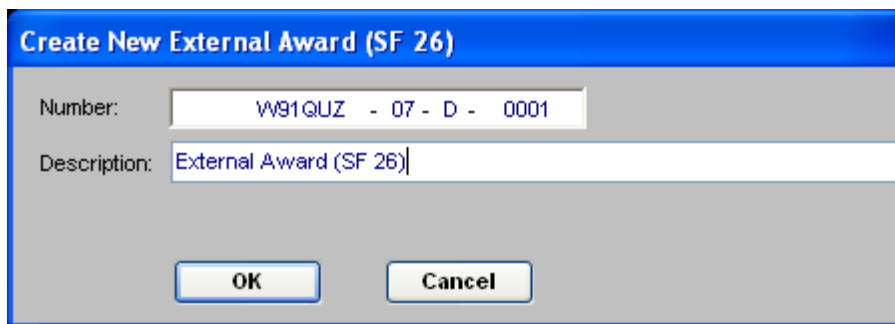 Create New External Award (SF 26)
Number: W91QUZ - 07 - D - 0001
Description: External Award (SF 26)
OK Cancel